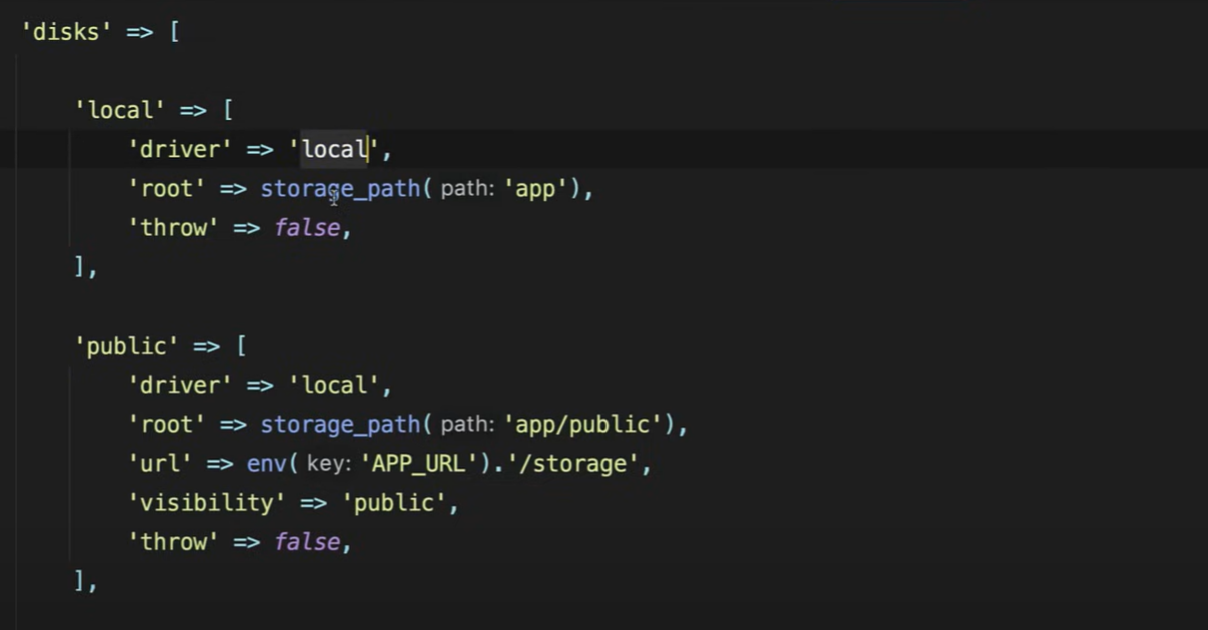 'disks' => [
'local' => [
'driver' => 'local',
'root' => storage_path( path: 'app'),
'throw' => false,
],
'public' => [
'driver' => 'local',
'root' => storage_path( path: 'app/public'),
'url' => env( key: 'APP_URL').'/storage',
'visibility' => 'public',
'throw' => false,
],